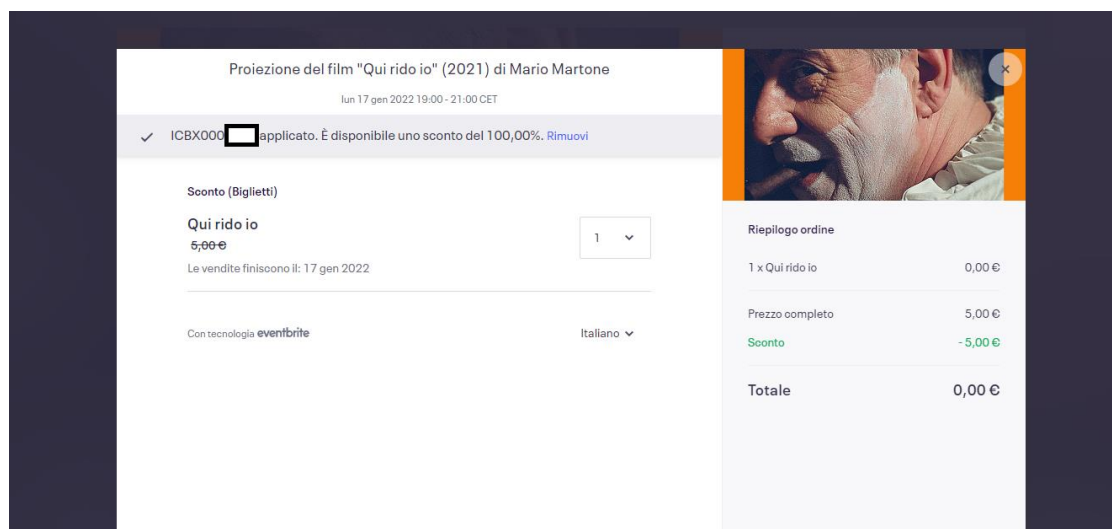 Proiezione del film "Qui rido io" (2021) di Mario Martone
lun 17 gen 2022 19:00 - 21:00 CET
ICBX000 applicato. È disponibile uno sconto del 100,00%. Rimuovi
Sconto (Biglietti)
Qui rido io
5,00 €
1
Le vendite finiscono il: 17 gen 2022
Con tecnologia eventbrite
Italiano
Riepilogo ordine
1 x Qui rido io 0,00 €
Prezzo completo 5,00 €
Sconto - 5,00 €
Totale 0,00 €